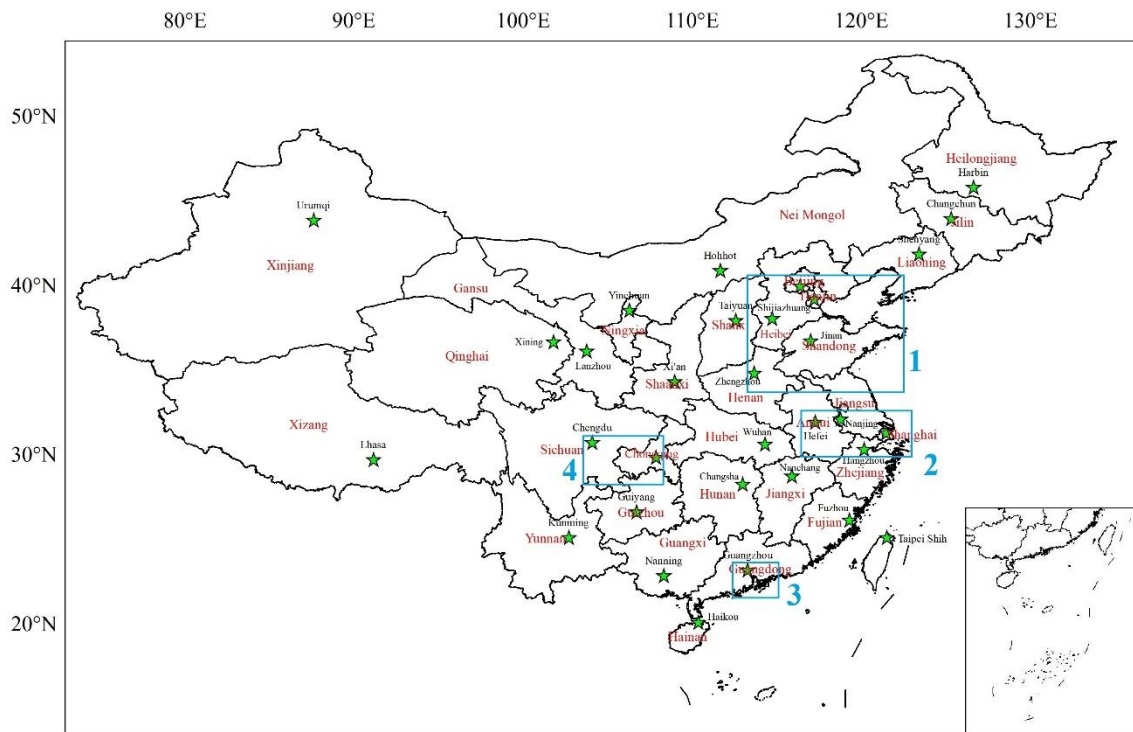 80°E
90°E
100°E
110°E
120°E
130°E
50°N
40°N
30°N
20°N
Heilongjiang
Harbin
Changchun
Jilin
Urumqi
Nei Mongol
Shenyang
Liaoning
Hohhot
Xinjiang
Gansu
Beijing
Tianjin
Yinchuan
Taiyuan
Shijiazhuang
Ningxia
Shanx
Heibei
Jinan
Shandong
Xining
Qinghai
Lanzhou
Xi'an
Shaanxi
Zhengzhou
Henan
1
Jiangsu
Anhui
Nanjing
Hefei
Shanghai
Xizang
Chengdu
Hubei
Wuhan
Lhasa
Sichuan
4
Chongqing
Hangzhou
2
Zhejiang
Nanchang
Changsha
Hunan
Jiangxi
Guiyang
Guizhou
Fuzhou
Fujian
Kunming
Yunnan
Guangxi
Taipei Shih
Guangzhou
Guangdong
Nanning
3
Haikou
Hainan